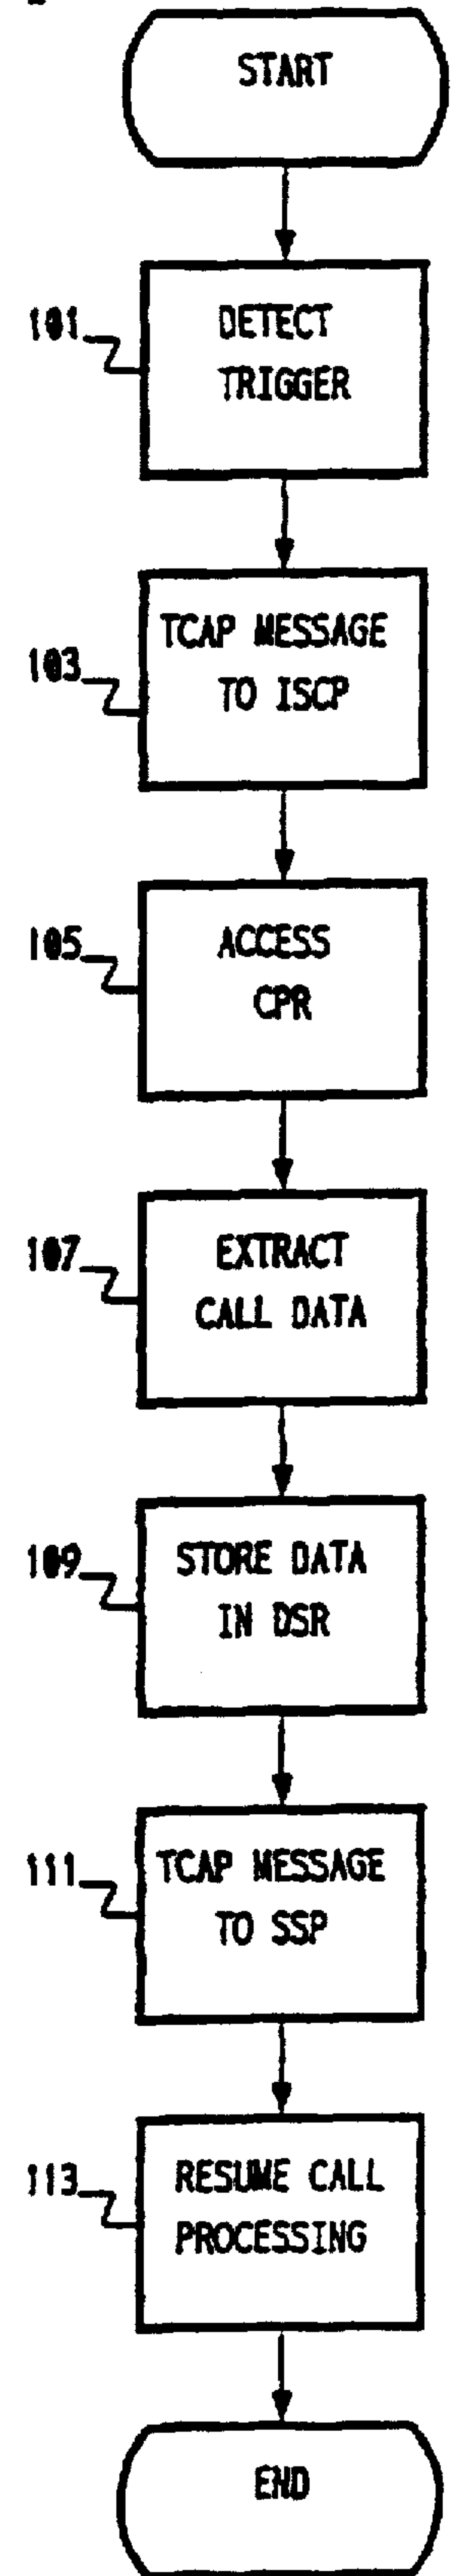 START
101
DETECT
TRIGGER
103
TCAP MESSAGE
TO ISCP
105
ACCESS
CPR
107
EXTRACT
CALL DATA
109
STORE DATA
IN DSR
111
TCAP MESSAGE
TO SSP
113
RESUME CALL
PROCESSING
END